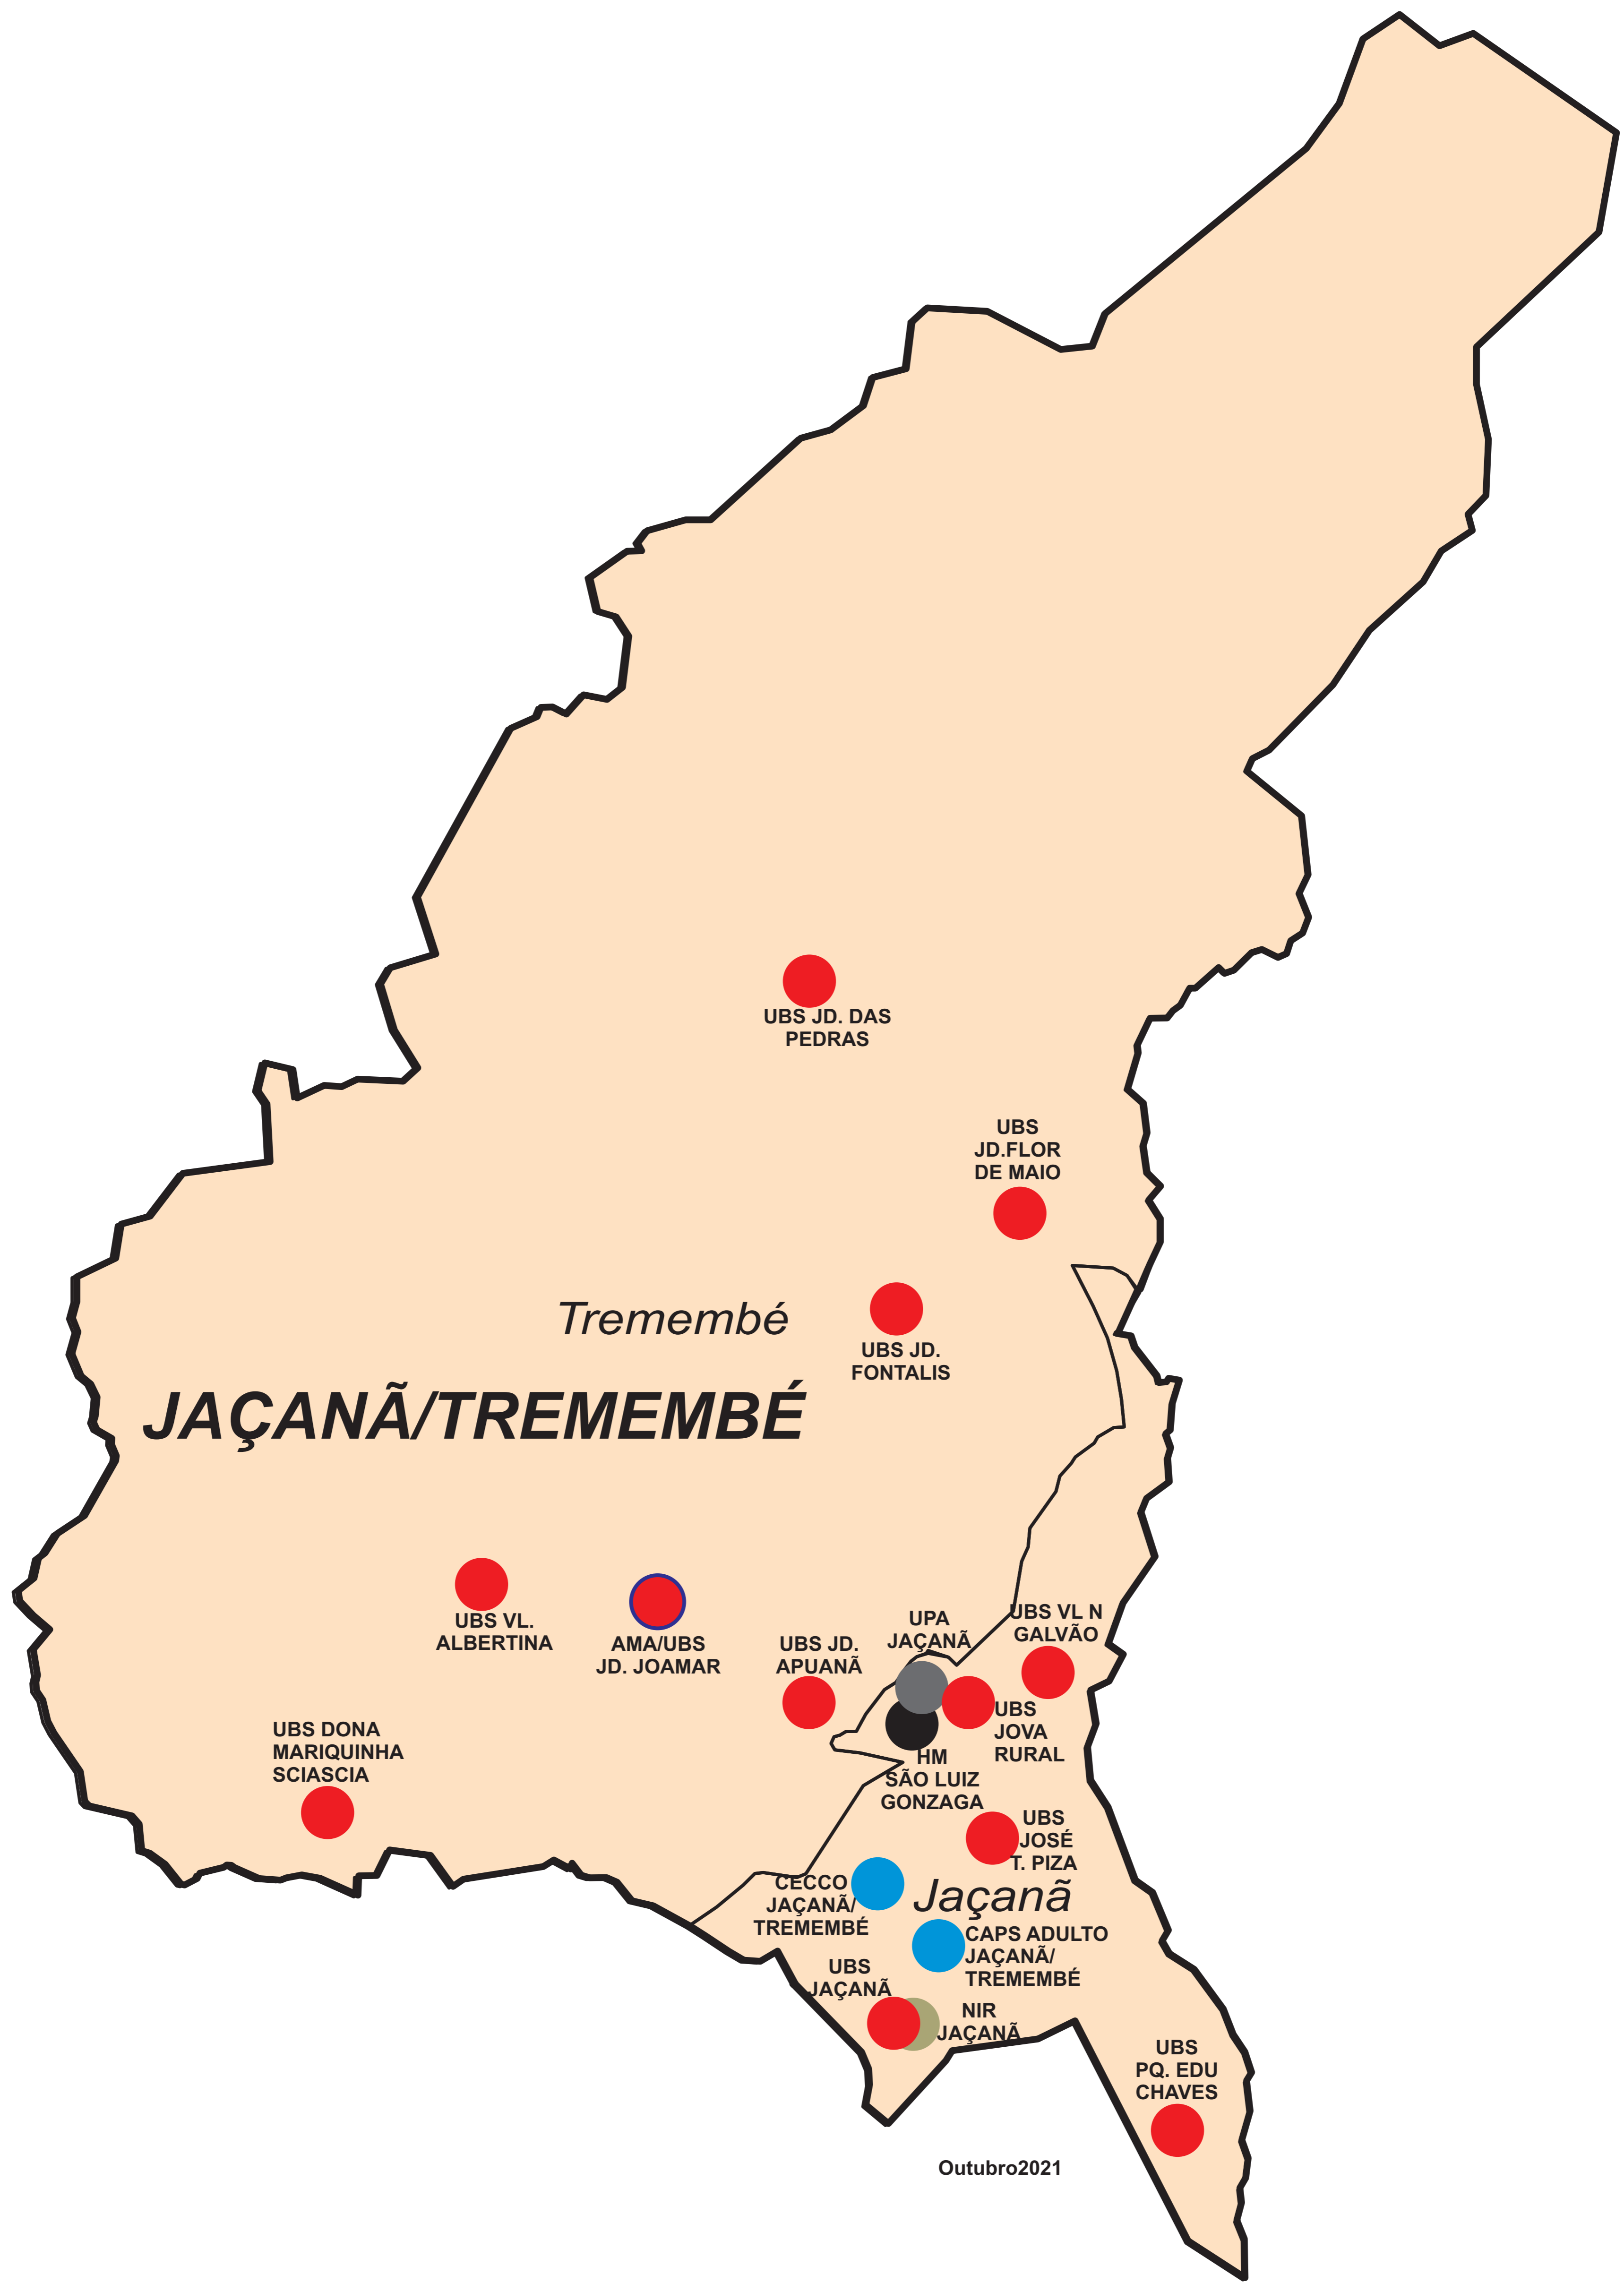 UBS JD. DAS
PEDRAS
UBS
JD.FLOR
DE MAIO
Tremembé
UBS JD.
FONTALIS
JAÇANÃ/TREMEMBÉ
UBS VL.
ALBERTINA
AMA/UBS
JD. JOAMAR
UBS JD.
APUANÃ
UPA
JAÇANÃ
UBS VL N
GALVÃO
UBS
JOVA
RURAL
UBS DONA
MARIQUINHA
SCIASCIA
HM
SÃO LUIZ
GONZAGA
UBS
JOSÉ
T. PIZA
CECCO
JAÇANÃ/
TREMEMBÉ
Jaçanã
CAPS ADULTO
JAÇANÃ/
TREMEMBÉ
UBS
JAÇANÃ
NIR
JAÇANÃ
UBS
PQ. EDU
CHAVES
Outubro2021